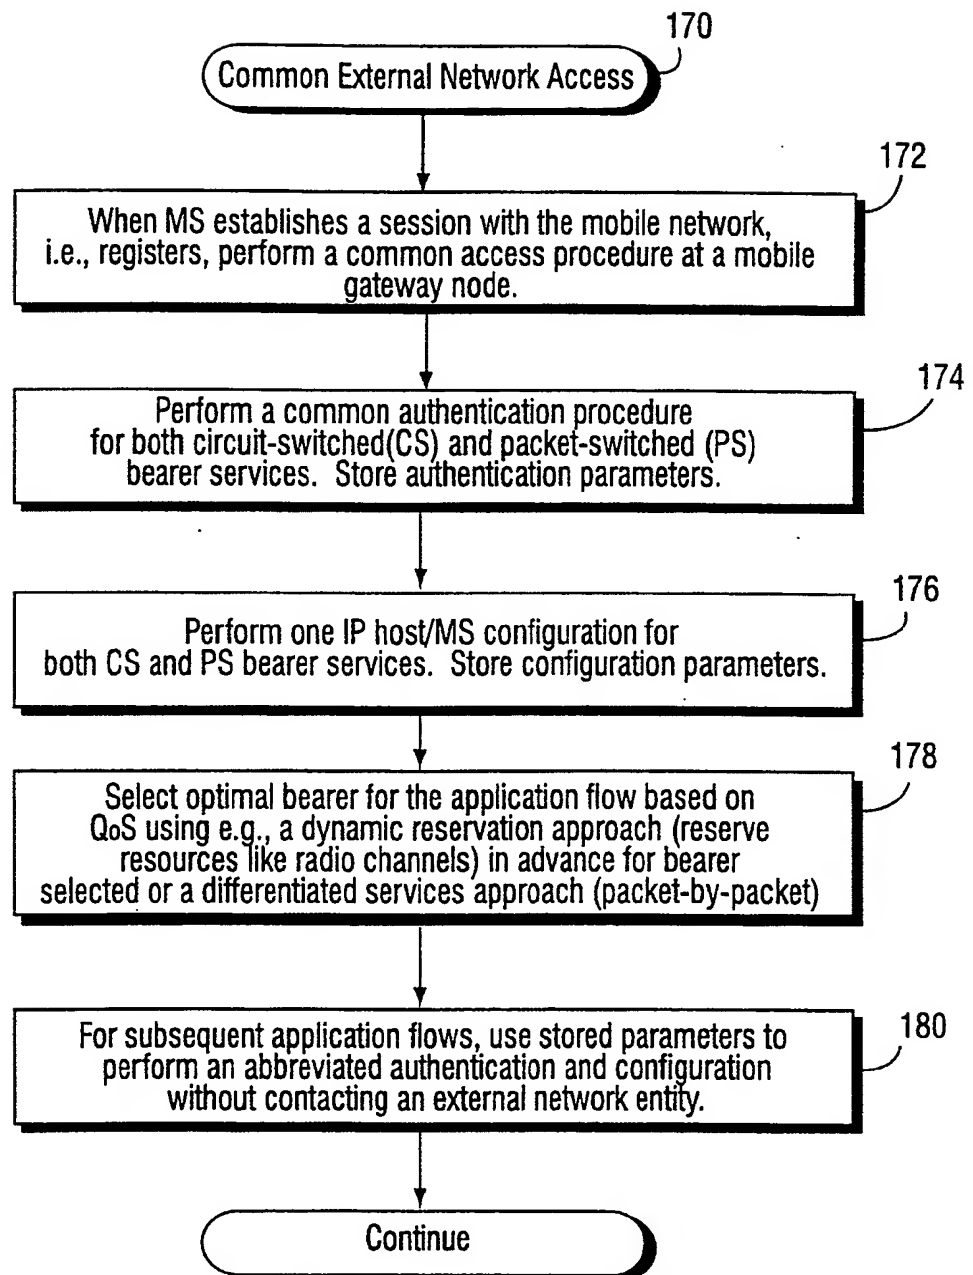 170
Common External Network Access
172
When MS establishes a session with the mobile network,
i.e., registers, perform a common access procedure at a mobile
gateway node.
174
Perform a common authentication procedure
for both circuit-switched(CS) and packet-switched (PS)
bearer services. Store authentication parameters.
176
Perform one IP host/MS configuration for
both CS and PS bearer services. Store configuration parameters.
178
Select optimal bearer for the application flow based on
QoS using e.g., a dynamic reservation approach (reserve
resources like radio channels) in advance for bearer
selected or a differentiated services approach (packet-by-packet)
180
For subsequent application flows, use stored parameters to
perform an abbreviated authentication and configuration
without contacting an external network entity.
Continue